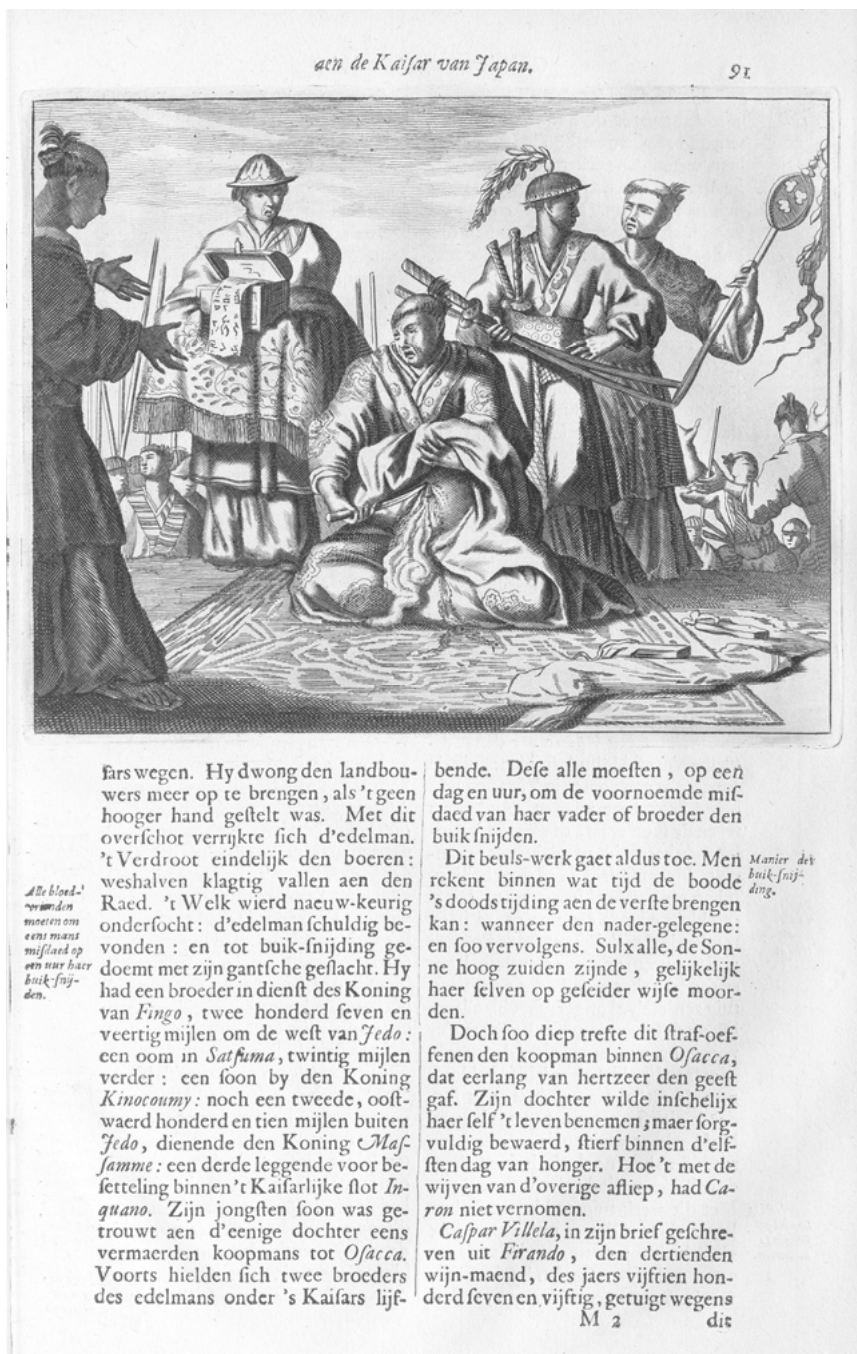 aen de Kaiſar van Japan.
91
ſars wegen. Hy dwong den landbou-
wers meer op te brengen, als 't geen
hooger hand geſtelt was. Met dit
overſchot verrijkte ſich d'edelman.
't Verdroot eindelijk den boeren:
weshalven klagtig vallen aen den
Raed. 't Welk wierd naeuw-keurig
onderſocht: d'edelman ſchuldig be-
vonden: en tot buik-ſnijding ge-
doemt met zijn gantſche geſlacht. Hy
had een broeder in dienſt des Koning
van Fingo, twee honderd ſeven en
veertig mijlen om de weſt van Jedo:
een oom in Satſuma, twintig mijlen
verder: een ſoon by den Koning
Kinocoumy: noch een tweede, ooſt-
waerd honderd en tien mijlen buiten
Jedo, dienende den Koning Maſ-
ſamme: een derde leggende voor be-
ſetteling binnen 't Kaiſarlijke ſlot In-
quano. Zijn jongſten ſoon was ge-
trouwt aen d'eenige dochter eens
vermaerden koopmans tot Oſacca.
Voorts hielden ſich twee broeders
des edelmans onder 's Kaiſars lijf-
Alle bloed-
vrienden
moeten om
eens mans
miſdaed op
een uur haer
buik-ſnij-
den.
bende. Deſe alle moeſten, op een
dag en uur, om de voornoemde miſ-
daed van haer vader of broeder den
buik ſnijden.
Dit beuls-werk gaet aldus toe. Men
rekent binnen wat tijd de boode
's doods tijding aen de verſte brengen
kan: wanneer den nader-gelegene:
en ſoo vervolgens. Sulx alle, de Son-
ne hoog zuiden zijnde, gelijkelijk
haer ſelven op geſeider wijſe moor-
den.
Doch ſoo diep trefte dit ſtraf-oef-
fenen den koopman binnen Oſacca,
dat eerlang van hertzeer den geeſt
gaf. Zijn dochter wilde inſchelijx
haer ſelf 't leven benemen; maer ſorg-
vuldig bewaerd, ſtierf binnen d'elf-
ſten dag van honger. Hoe 't met de
wijven van d'overige afliep, had Ca-
ron niet vernomen.
Caſpar Villela, in zijn brief geſchre-
ven uit Firando, den dertienden
wijn-maend, des jaers vijftien hon-
derd ſeven en vijftig, getuigt wegens
Manier der
buik-ſnij-
ding.
M 2
dit